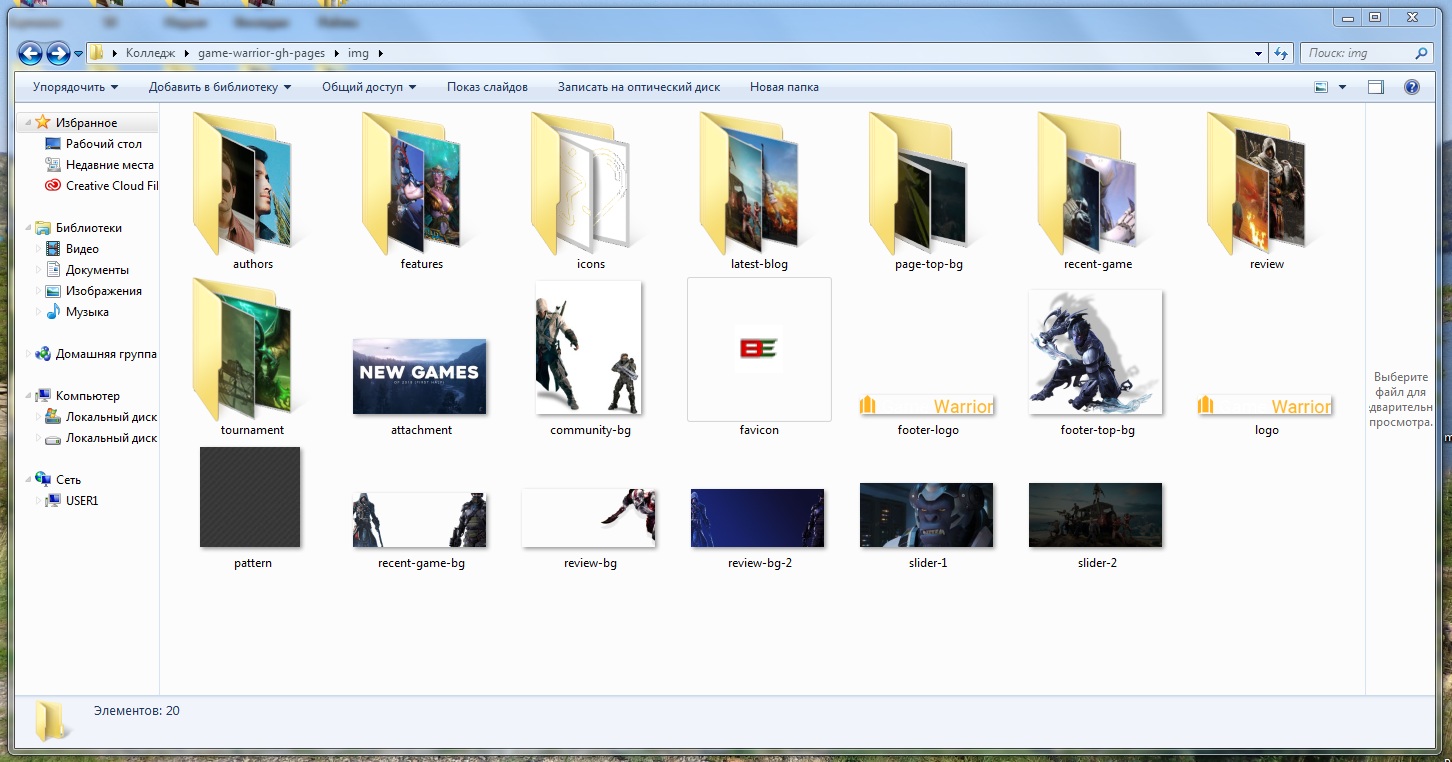 Колледж game-warrior-gh-pages img
Поиск: img
Упорядочить Добавить в библиотеку Общий доступ Показ слайдов Записать на оптический диск Новая папка
Избранное
Рабочий стол
Недавние места
Creative Cloud Fil
Библиотеки
Видео
Документы
Изображения
Музыка
Домашняя группа
Компьютер
Локальный диск
Локальный диск
Сеть
USER1
authors features icons latest-blog page-top-bg recent-game review
NEW GAMES
BE
Warrior
Warrior
tournament attachment community-bg favicon footer-logo footer-top-bg logo
pattern recent-game-bg review-bg review-bg-2 slider-1 slider-2
Выберите
файл для
дварительн
просмотра.
Элементов: 20